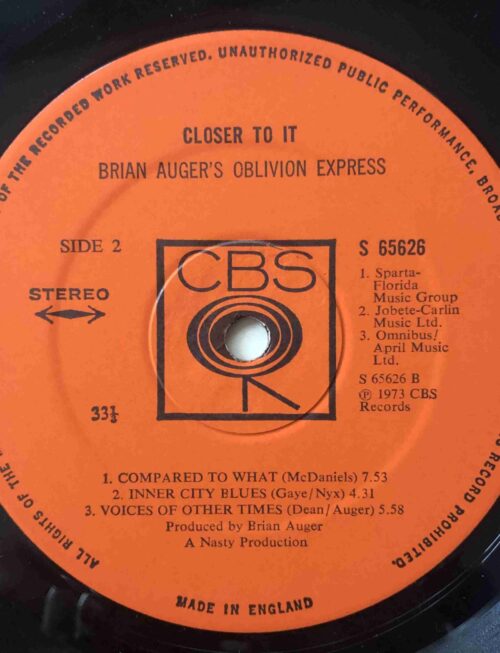 OF THE RECORDED WORK RESERVED. UNAUTHORIZED PUBLIC PERFORMANCE,
CLOSER TO IT
BRIAN AUGER'S OBLIVION EXPRESS
SIDE 2
STEREO
33⅓
CBS
S 65626
1. Sparta-
Florida
Music Group
2. Jobete-Carlin
Music Ltd.
3. Omnibus/
April Music
Ltd.
S 65626 B
℗ 1973 CBS
Records
1. COMPARED TO WHAT (McDaniels) 7.53
2. INNER CITY BLUES (Gaye/Nyx) 4.31
3. VOICES OF OTHER TIMES (Dean/Auger) 5.58
Produced by Brian Auger
A Nasty Production
RECORD PROHIBITED.
ALL RIGHTS OF THE
MADE IN ENGLAND